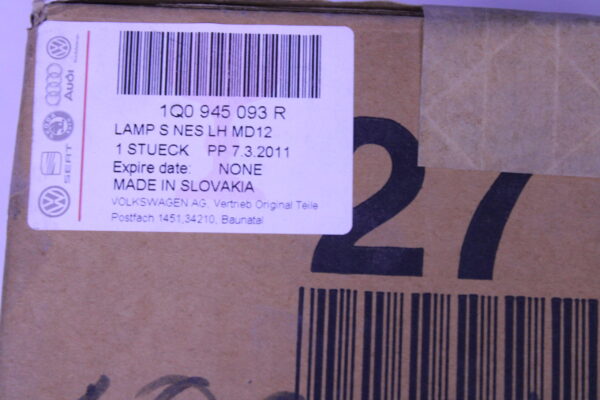 1Q0 945 093 R
LAMP S NES LH MD12
1 STUECK PP 7.3.2011
Expire date: NONE
MADE IN SLOVAKIA
VOLKSWAGEN AG, Vertrieb Original Teile
Postfach 1451,34210, Baunatal
Audi
SEAT
27